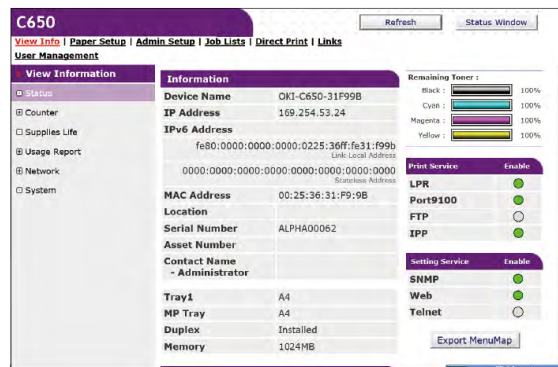 C650
Refresh
Status Window
View Info | Paper Setup | Admin Setup | Job Lists | Direct Print | Links
User Management
View Information
Status
Counter
Supplies Life
Usage Report
Network
System
Information
Device Name OKI-C650-31F99B
IP Address 169.254.53.24
IPv6 Address
fe80:0000:0000:0000:0225:36ff:fe31:f99b
Link Local Address
0000:0000:0000:0000:0000:0000:0000:0000
Stateless Address
MAC Address 00:25:36:31:F9:9B
Location
Serial Number ALPHA00062
Asset Number
Contact Name
- Administrator
Tray1 A4
MP Tray A4
Duplex Installed
Memory 1024MB
Remaining Toner :
Black : 100%
Cyan : 100%
Magenta : 100%
Yellow : 100%
Print Service Enable
LPR
Port9100
FTP
IPP
Setting Service Enable
SNMP
Web
Telnet
Export MenuMap